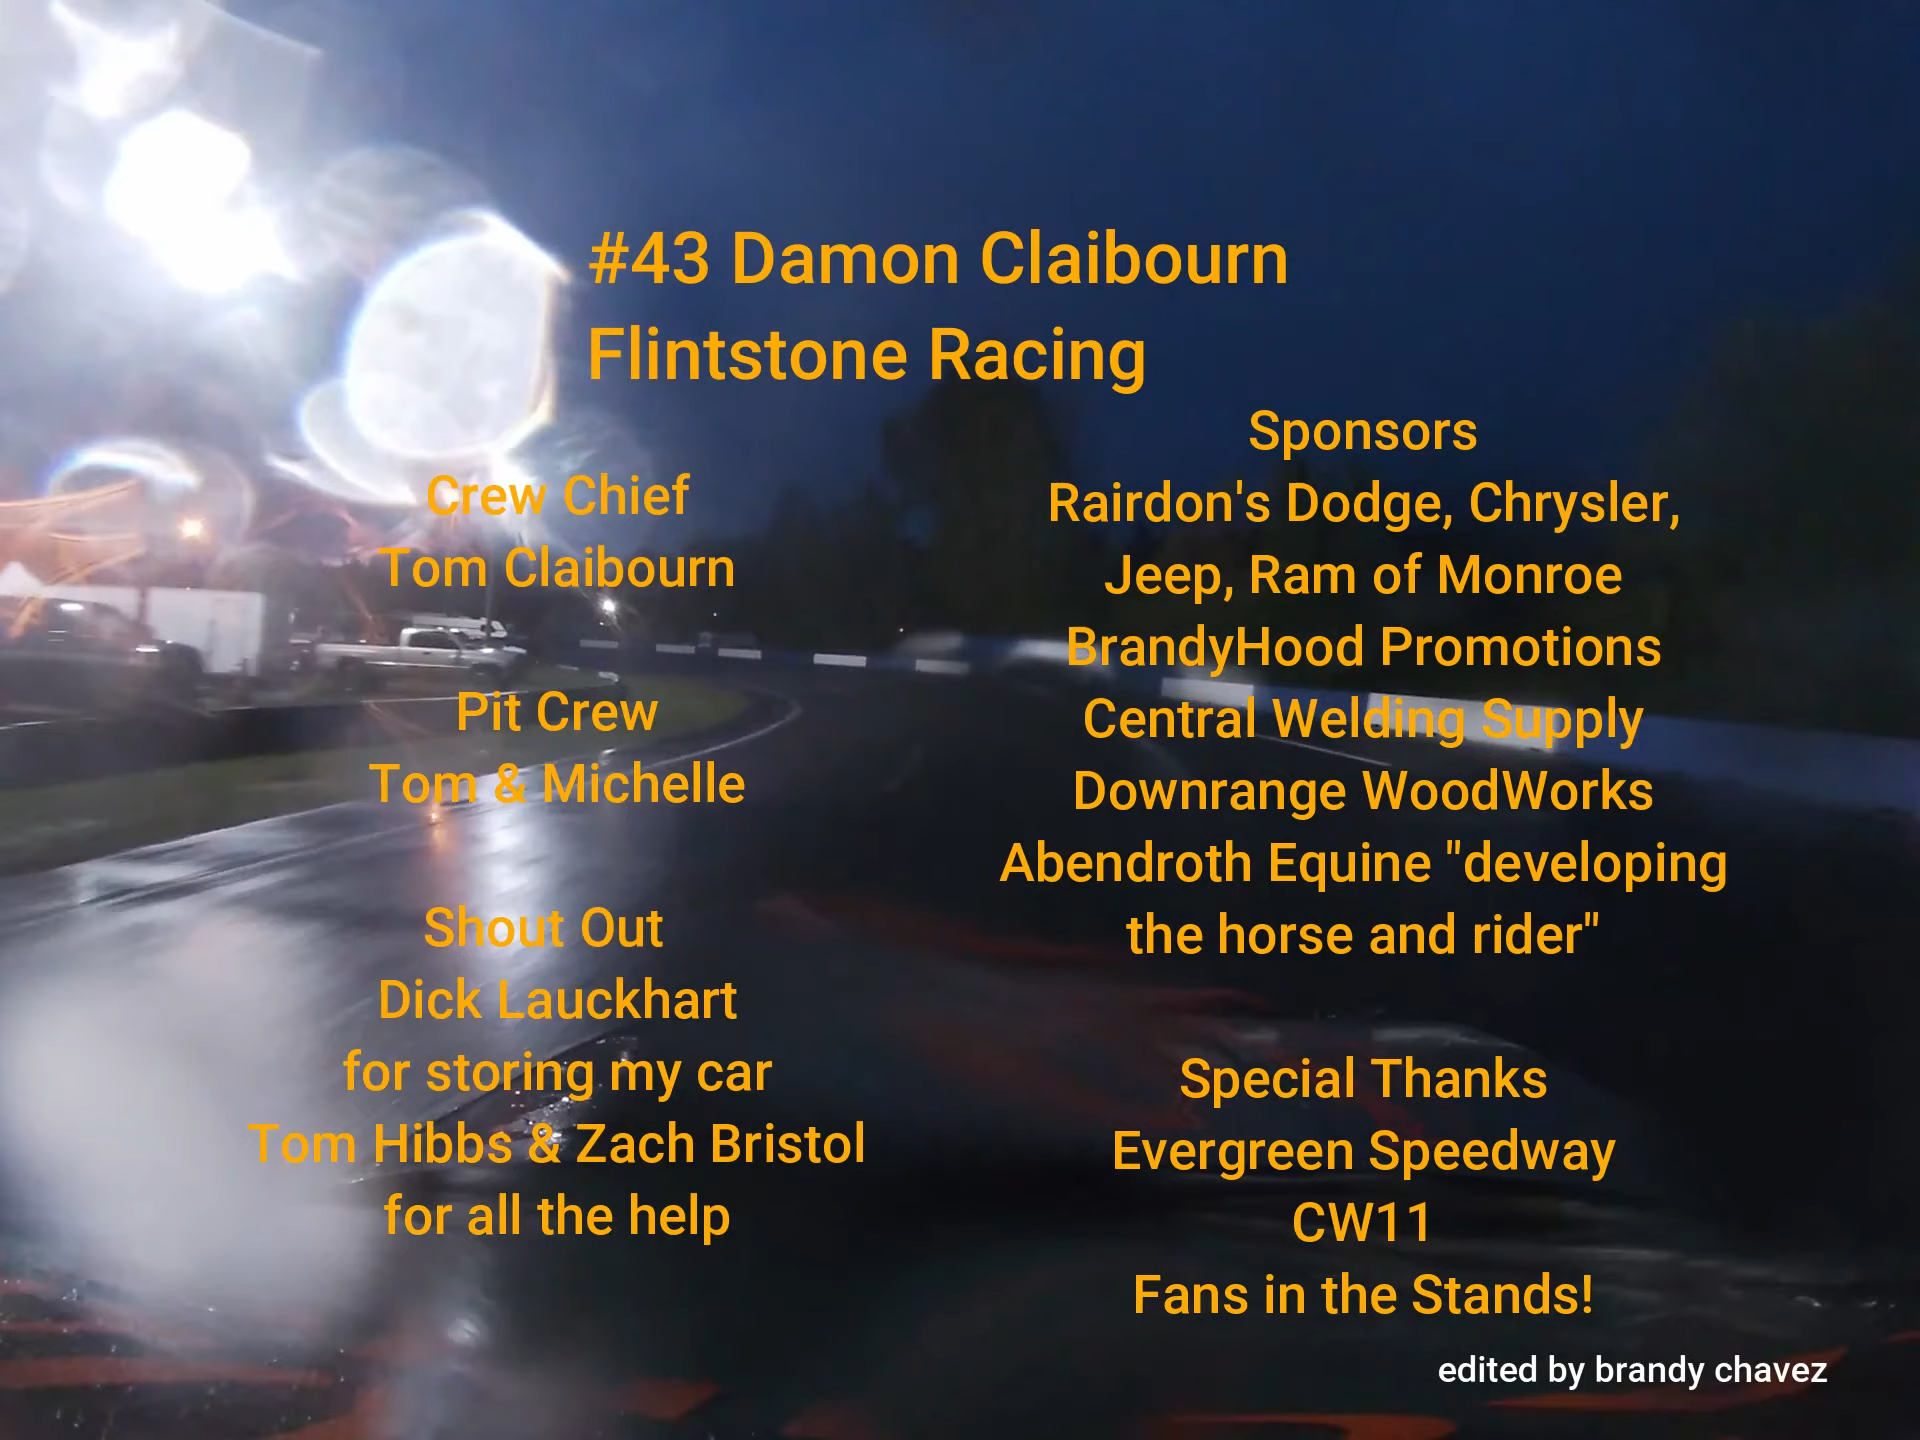 #43 Damon Claibourn
Flintstone Racing
Crew Chief
Tom Claibourn
Pit Crew
Tom & Michelle
Shout Out
Dick Lauckhart
for storing my car
Tom Hibbs & Zach Bristol
for all the help
Sponsors
Rairdon's Dodge, Chrysler,
Jeep, Ram of Monroe
BrandyHood Promotions
Central Welding Supply
Downrange WoodWorks
Abendroth Equine "developing
the horse and rider"
Special Thanks
Evergreen Speedway
CW11
Fans in the Stands!
edited by brandy chavez